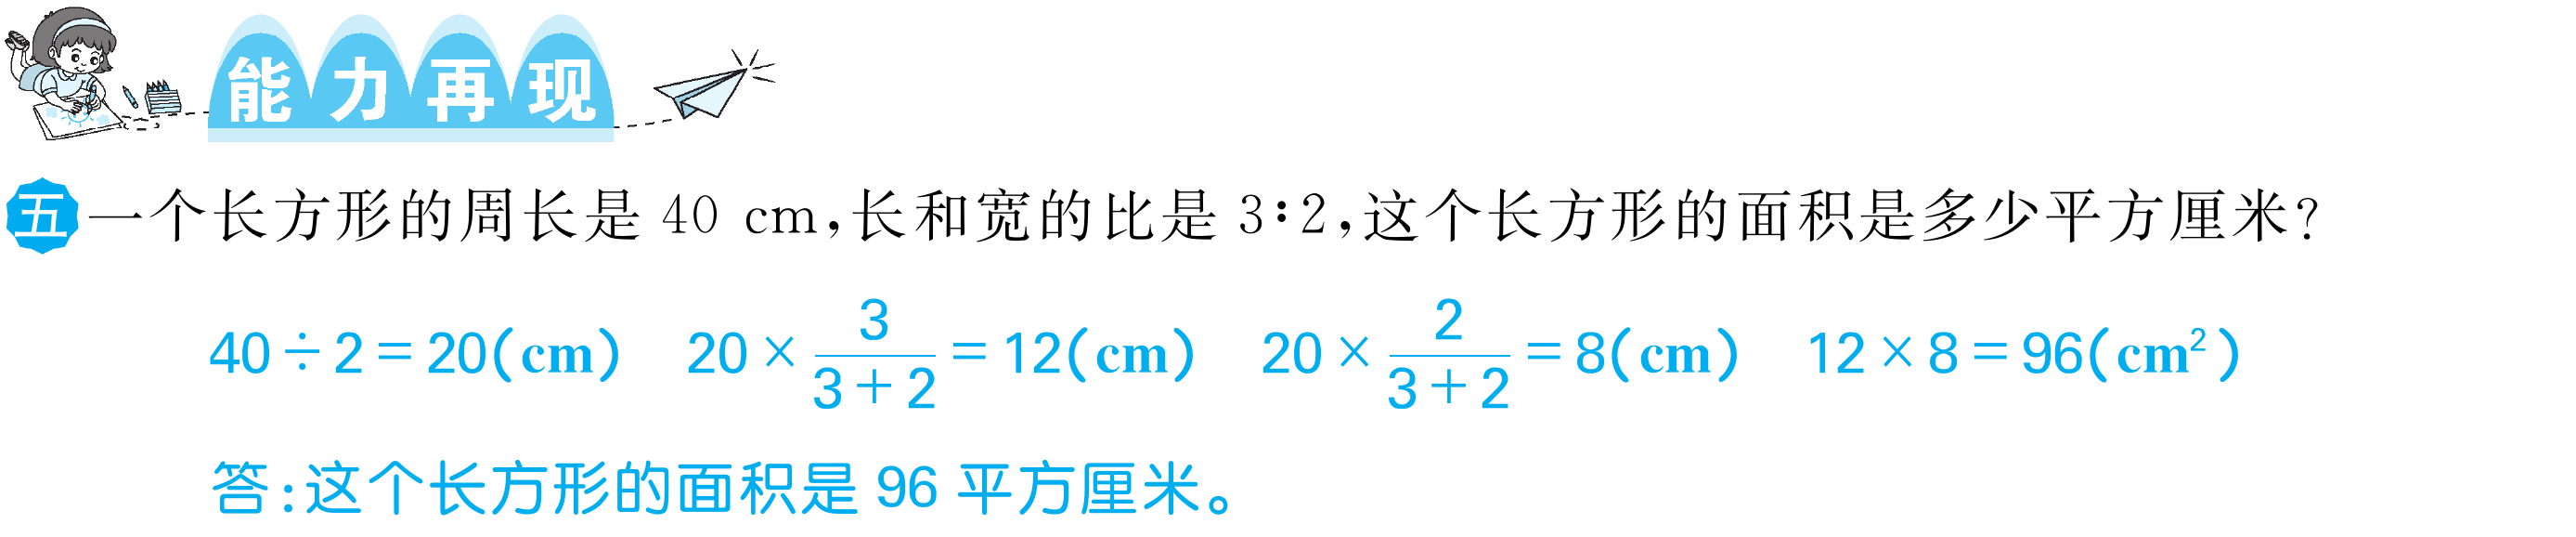 能力再现
五 一个长方形的周长是 40 cm,长和宽的比是 3∶2,这个长方形的面积是多少平方厘米?
40÷2=20(cm) 20×3/(3+2)=12(cm) 20×2/(3+2)=8(cm) 12×8=96(cm²)
答:这个长方形的面积是 96 平方厘米。